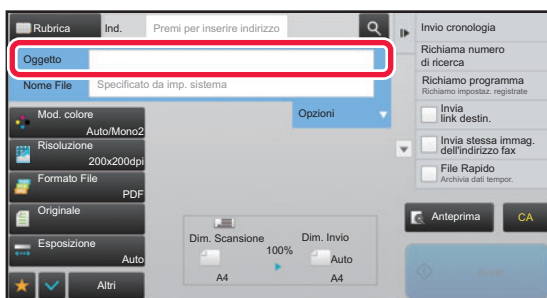 Rubrica
Ind.
Premi per inserire indirizzo
Oggetto
Nome File
Specificato da imp. sistema
Mod. colore
Auto/Mono2
Opzioni
Risoluzione
200x200dpi
Formato File
PDF
Originale
Esposizione
Auto
Altri
Dim. Scansione
100%
Dim. Invio
Auto
A4
A4
Invio cronologia
Richiama numero
di ricerca
Richiamo programma
Richiamo impostaz. registrate
Invia
link destin.
Invia stessa immag.
dell'indirizzo fax
File Rapido
Archivia dati tempor.
Anteprima
CA